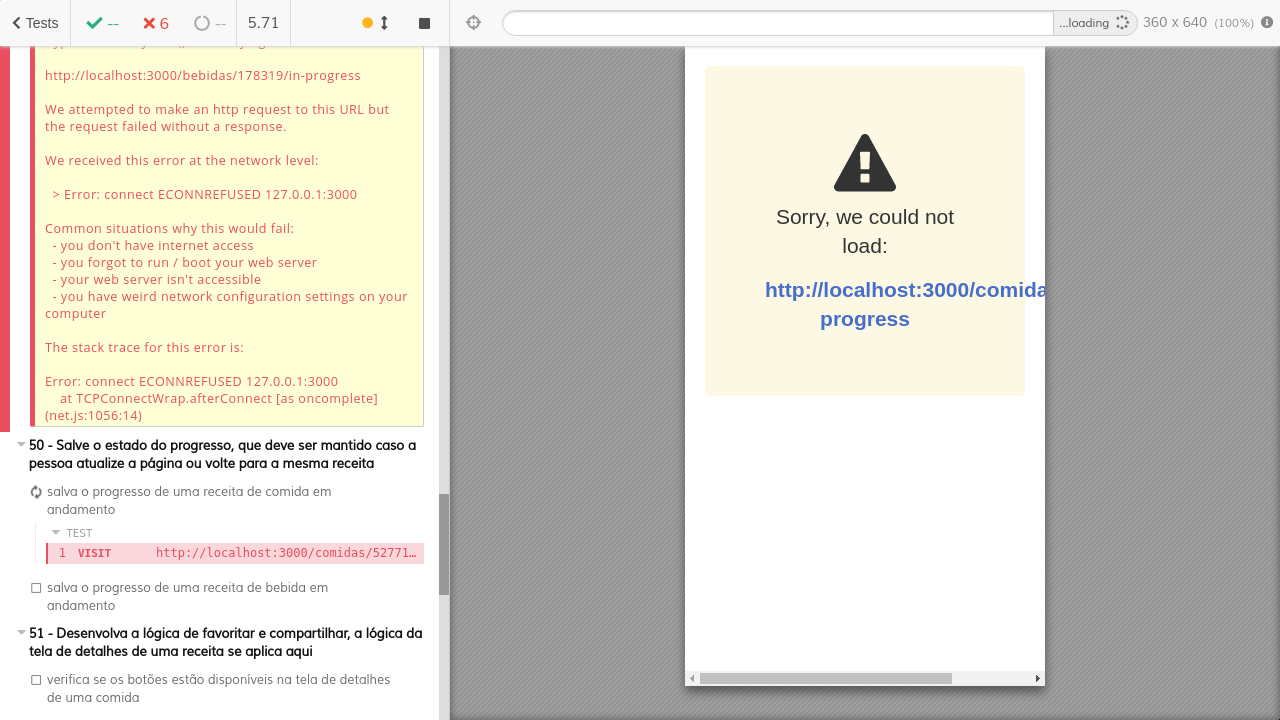 Tests
--
6
--
5.71
...loading
360 x 640 (100%)
http://localhost:3000/bebidas/178319/in-progress
We attempted to make an http request to this URL but
the request failed without a response.
We received this error at the network level:
> Error: connect ECONNREFUSED 127.0.0.1:3000
Common situations why this would fail:
- you don't have internet access
- you forgot to run / boot your web server
- your web server isn't accessible
- you have weird network configuration settings on your
computer
The stack trace for this error is:
Error: connect ECONNREFUSED 127.0.0.1:3000
at TCPConnectWrap.afterConnect [as oncomplete]
(net.js:1056:14)
50 - Salve o estado do progresso, que deve ser mantido caso a
pessoa atualize a página ou volte para a mesma receita
salva o progresso de uma receita de comida em
andamento
TEST
1 VISIT http://localhost:3000/comidas/52771…
salva o progresso de uma receita de bebida em
andamento
51 - Desenvolva a lógica de favoritar e compartilhar, a lógica da
tela de detalhes de uma receita se aplica aqui
verifica se os botões estão disponíveis na tela de detalhes
de uma comida
Sorry, we could not
load:
http://localhost:3000/comida
progress